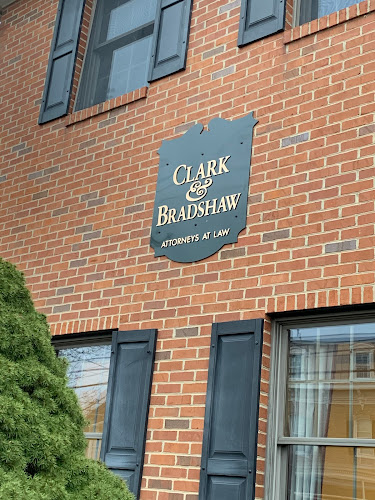 CLARK
&
BRADSHAW
ATTORNEYS AT LAW